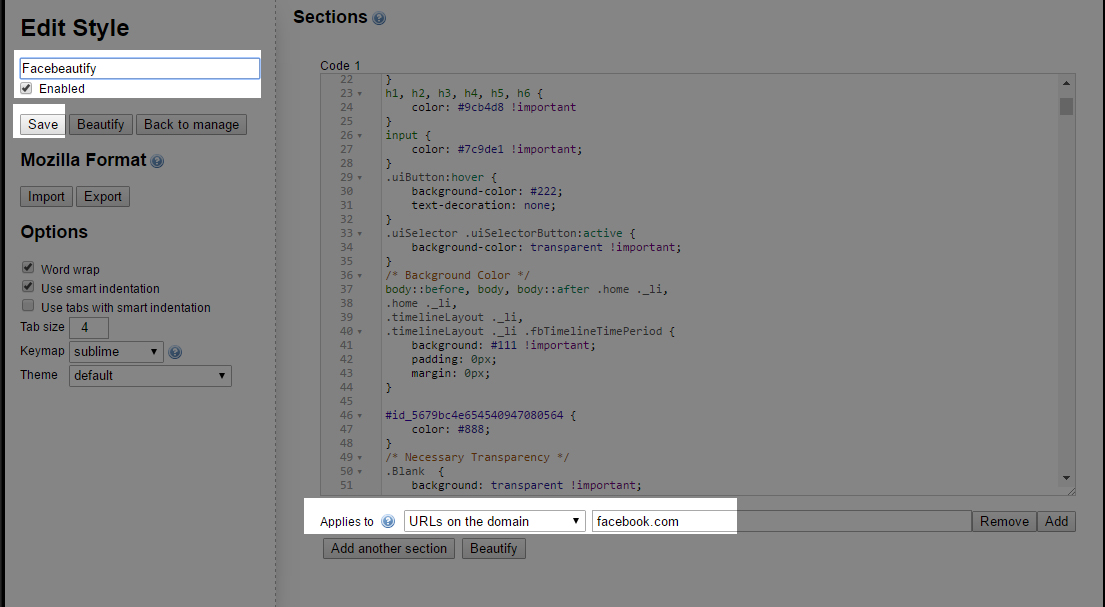 Edit Style
Facebeautify
Enabled
Save Beautify Back to manage
Mozilla Format
Import Export
Options
Word wrap
Use smart indentation
Use tabs with smart indentation
Tab size 4
Keymap sublime
Theme default
Sections
Code 1
22 }
23 h1, h2, h3, h4, h5, h6 {
24 color: #9cb4d8 !important
25 }
26 input {
27 color: #7c9de1 !important;
28 }
29 .uiButton:hover {
30 background-color: #222;
31 text-decoration: none;
32 }
33 .uiSelector .uiSelectorButton:active {
34 background-color: transparent !important;
35 }
36 /* Background Color */
37 body::before, body, body::after .home ._li,
38 .home ._li,
39 .timelineLayout ._li,
40 .timelineLayout ._li .fbTimelineTimePeriod {
41 background: #111 !important;
42 padding: 0px;
43 margin: 0px;
44 }
45
46 #id_5679bc4e654540947080564 {
47 color: #888;
48 }
49 /* Necessary Transparency */
50 .Blank {
51 background: transparent !important;
Applies to URLs on the domain facebook.com Remove Add
Add another section Beautify